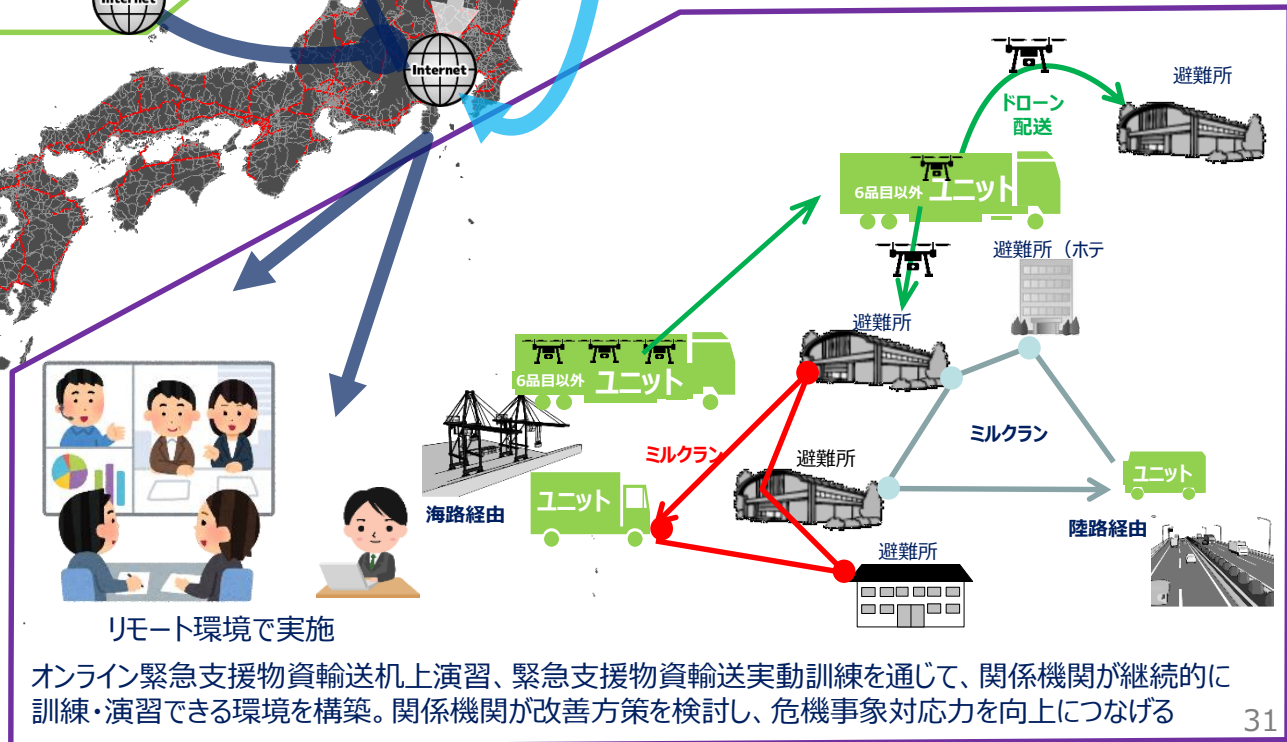 Internet
Internet
避難所
ドローン
配送
6品目以外 ユニット
避難所（ホテ
避難所
6品目以外 ユニット
ミルクラン
ミルクラン
避難所
ユニット
ユニット
海路経由
陸路経由
避難所
リモート環境で実施
オンライン緊急支援物資輸送机上演習、緊急支援物資輸送実動訓練を通じて、関係機関が継続的に
訓練・演習できる環境を構築。関係機関が改善方策を検討し、危機事象対応力を向上につなげる
31